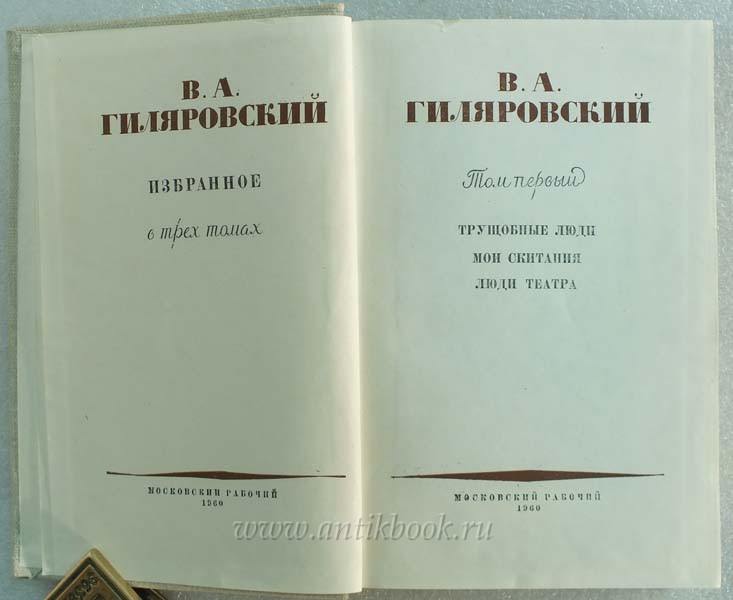 В. А.
ГИЛЯРОВСКИЙ
ИЗБРАННОЕ
в трех томах
МОСКОВСКИЙ РАБОЧИЙ
1960
В. А.
ГИЛЯРОВСКИЙ
Том первый
ТРУЩОБНЫЕ ЛЮДИ
МОИ СКИТАНИЯ
ЛЮДИ ТЕАТРА
МОСКОВСКИЙ РАБОЧИЙ
1960
www.antikbook.ru